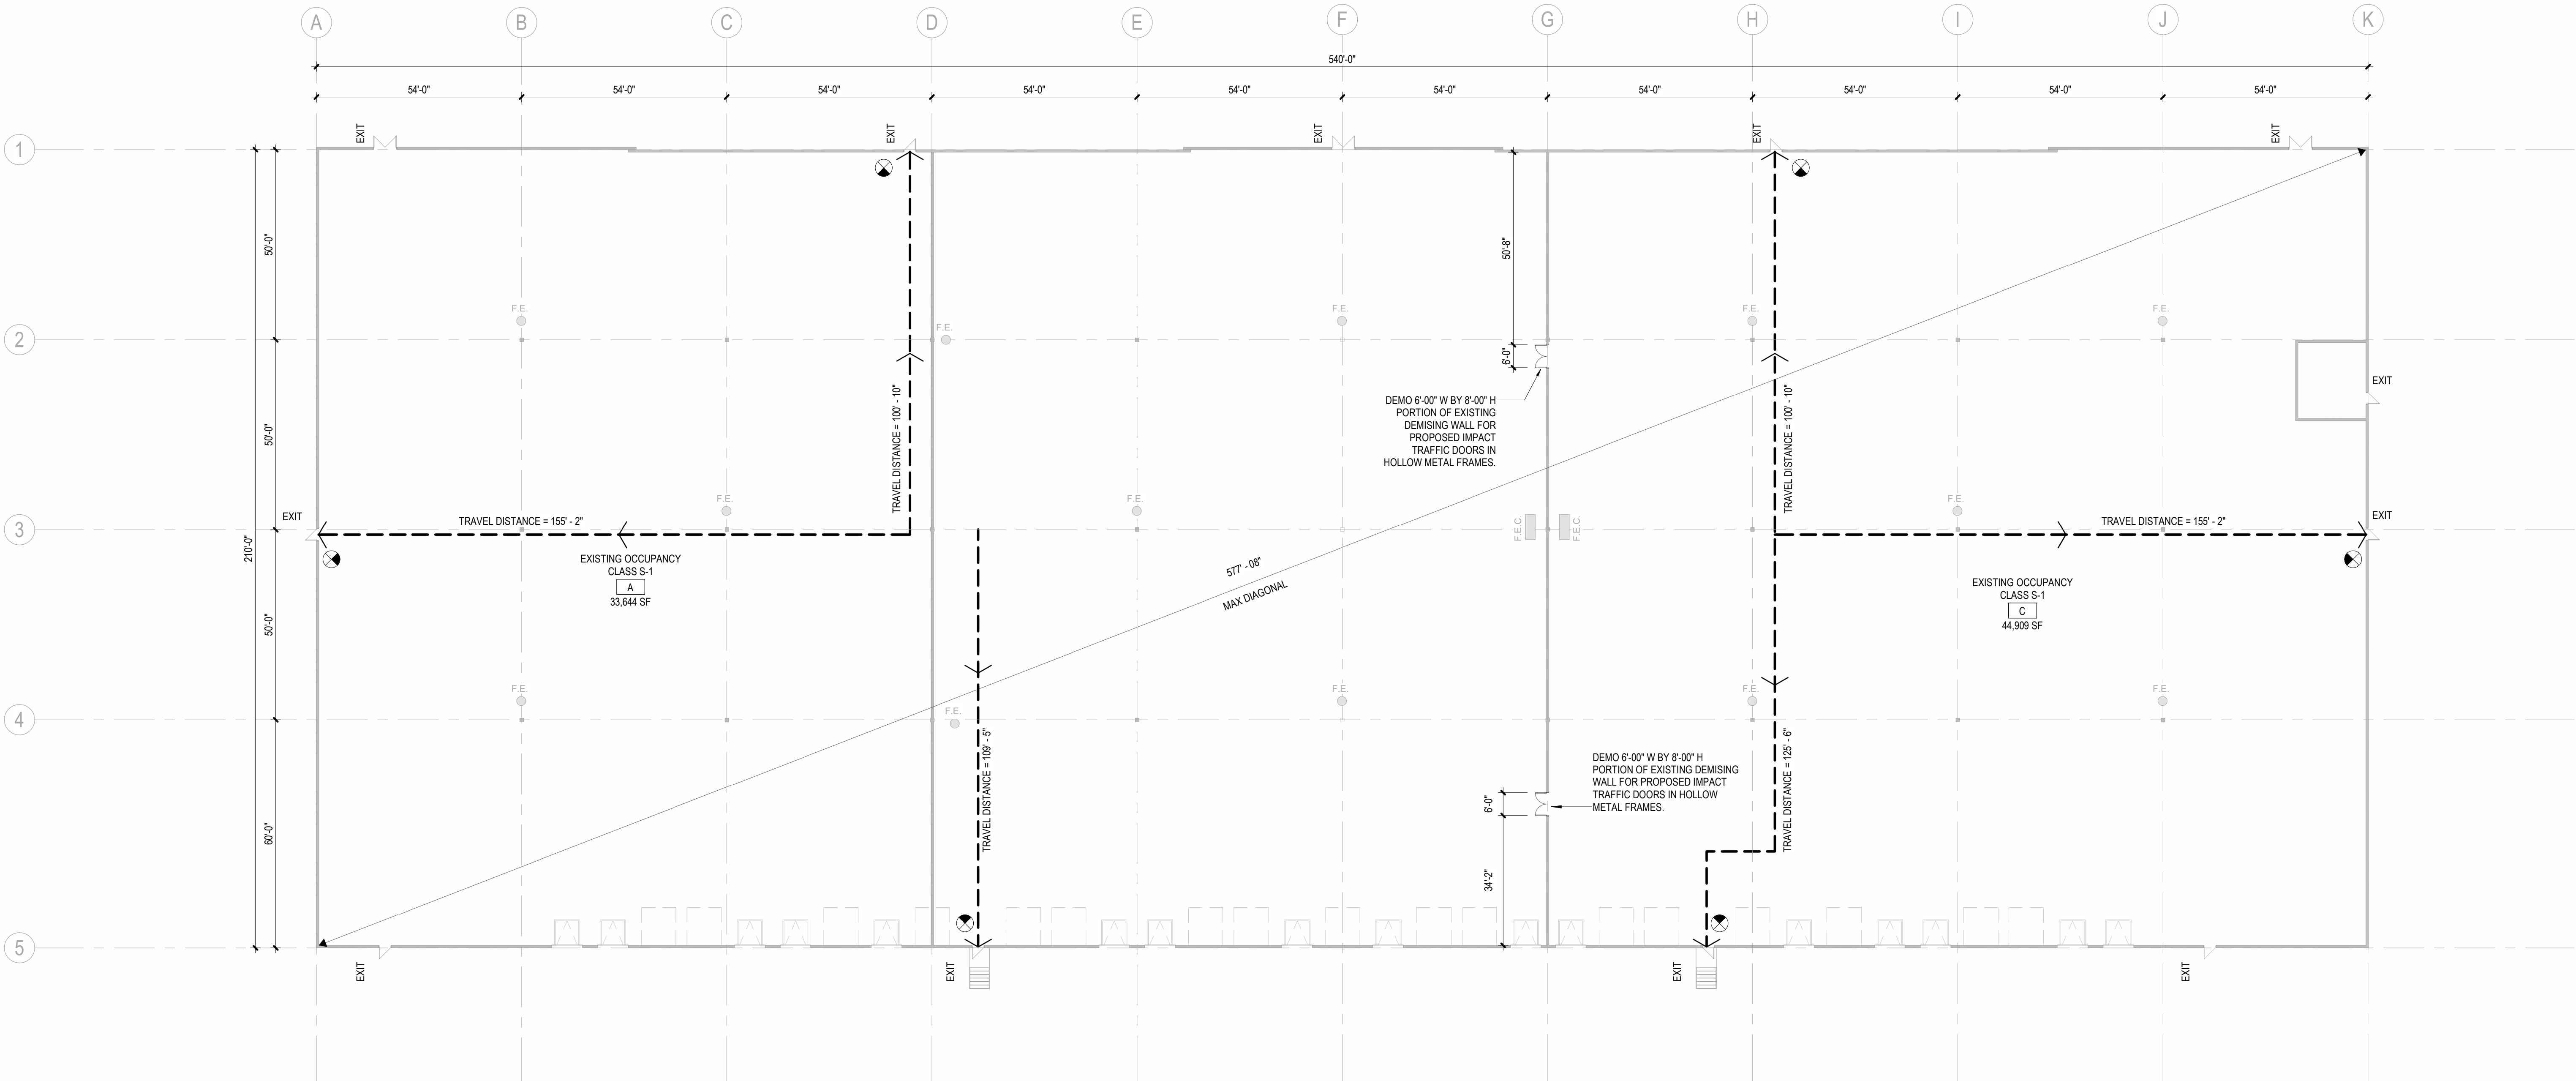 A
B
C
D
E
F
G
H
I
J
K
540'-0"
54'-0"
54'-0"
54'-0"
54'-0"
54'-0"
54'-0"
54'-0"
54'-0"
54'-0"
54'-0"
EXIT
EXIT
EXIT
EXIT
EXIT
1
50'-0"
50'-8"
F.E.
F.E.
F.E.
F.E.
F.E.
2
6'-0"
EXIT
TRAVEL DISTANCE = 100' - 10"
DEMO 6'-00" W BY 8'-00" H
PORTION OF EXISTING
DEMISING WALL FOR
PROPOSED IMPACT
TRAFFIC DOORS IN
HOLLOW METAL FRAMES.
TRAVEL DISTANCE = 100' - 10"
50'-0"
F.E.
F.E.
F.E.
EXIT
TRAVEL DISTANCE = 155' - 2"
F.E.C.
F.E.C.
TRAVEL DISTANCE = 155' - 2"
EXIT
3
210'-0"
EXISTING OCCUPANCY
CLASS S-1
A
33,644 SF
577' - 08"
MAX DIAGONAL
EXISTING OCCUPANCY
CLASS S-1
C
44,909 SF
50'-0"
F.E.
F.E.
F.E.
F.E.
F.E.
4
TRAVEL DISTANCE = 109' - 5"
TRAVEL DISTANCE = 125' - 6"
DEMO 6'-00" W BY 8'-00" H
PORTION OF EXISTING DEMISING
WALL FOR PROPOSED IMPACT
TRAFFIC DOORS IN HOLLOW
METAL FRAMES.
6'-0"
60'-0"
34'-2"
5
EXIT
EXIT
EXIT
EXIT